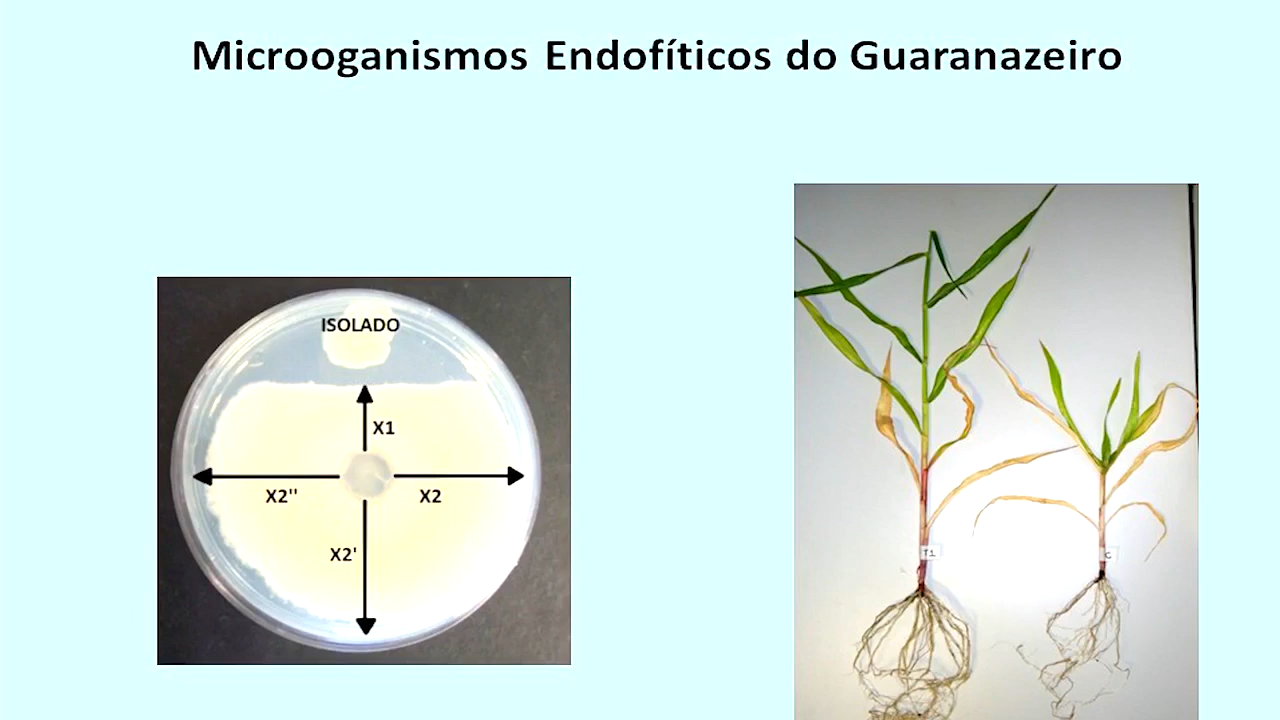 Microoganismos Endofíticos do Guaranazeiro
ISOLADO
X1
X2''
X2
X2'
T1
C